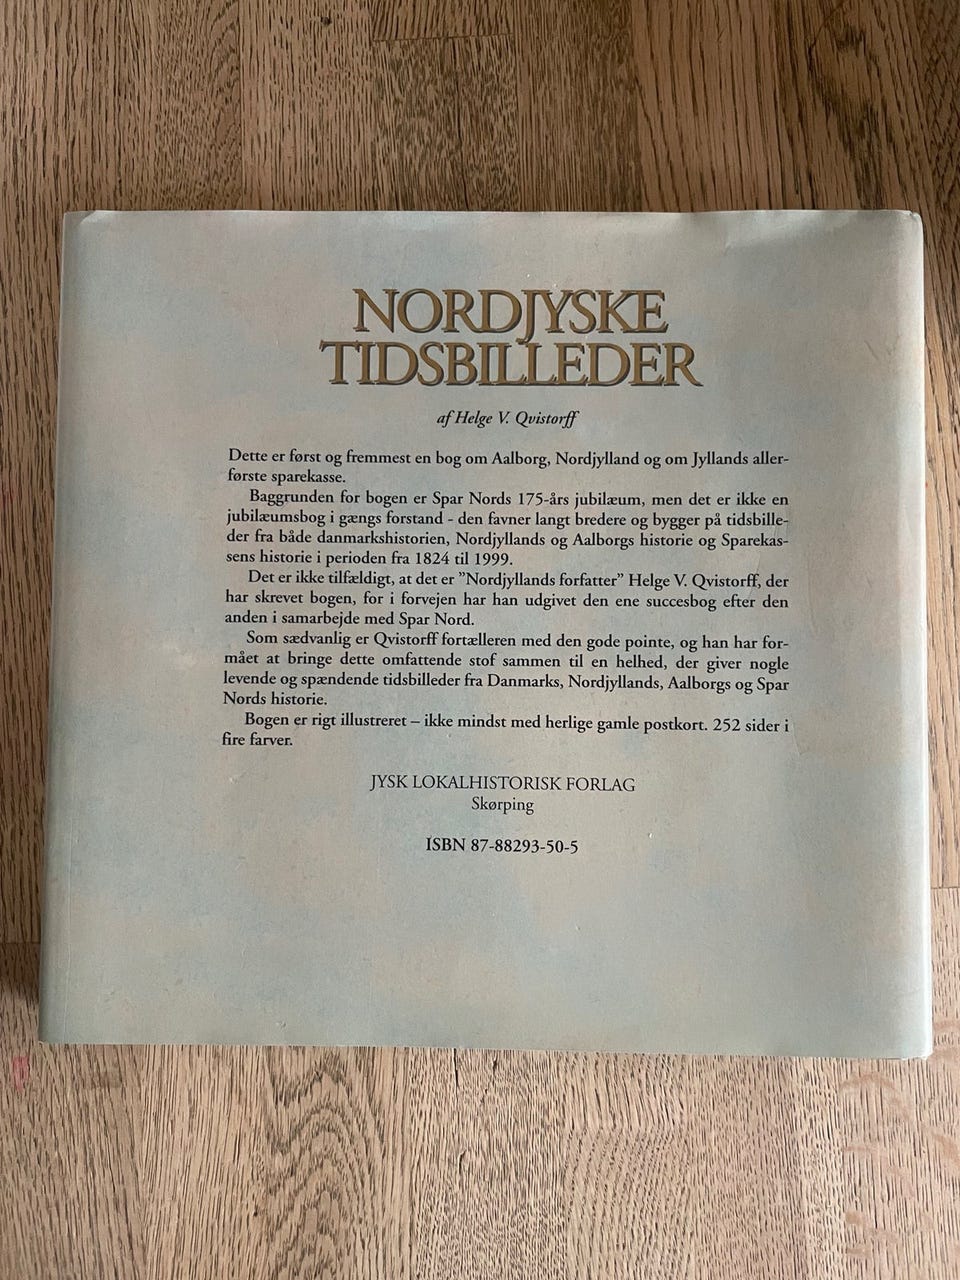 NORDJYSKE
TIDSBILLEDER
af Helge V. Qvistorff
Dette er først og fremmest en bog om Aalborg, Nordjylland og om Jyllands aller-
første sparekasse.
Baggrunden for bogen er Spar Nords 175-års jubilæum, men det er ikke en
jubilæumsbog i gængs forstand - den favner langt bredere og bygger på tidsbille-
der fra både danmarkshistorien, Nordjyllands og Aalborgs historie og Sparekas-
sens historie i perioden fra 1824 til 1999.
Det er ikke tilfældigt, at det er ”Nordjyllands forfatter” Helge V. Qvistorff, der
har skrevet bogen, for i forvejen har han udgivet den ene succesbog efter den
anden i samarbejde med Spar Nord.
Som sædvanlig er Qvistorff fortælleren med den gode pointe, og han har for-
mået at bringe dette omfattende stof sammen til en helhed, der giver nogle
levende og spændende tidsbilleder fra Danmarks, Nordjyllands, Aalborgs og Spar
Nords historie.
Bogen er rigt illustreret – ikke mindst med herlige gamle postkort. 252 sider i
fire farver.
JYSK LOKALHISTORISK FORLAG
Skørping
ISBN 87-88293-50-5